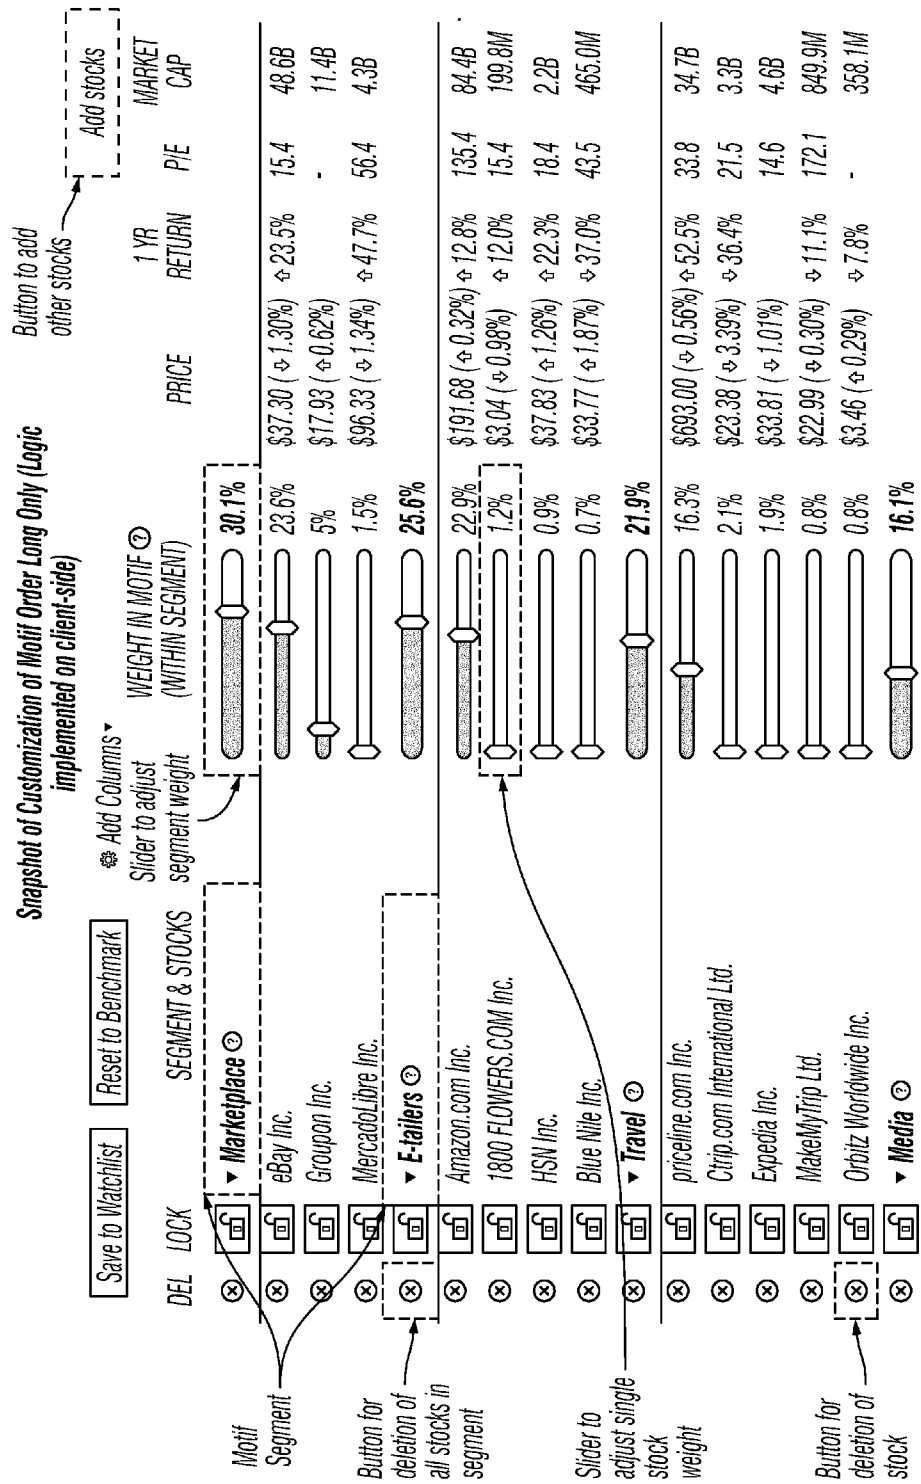 Snapshot of Customization of Motif Order Long Only (Logic
implemented on client-side)
Button to add
other stocks
Add stocks
Save to Watchlist
Reset to Benchmark
Add Columns ▾
Slider to adjust
segment weight
DEL LOCK SEGMENT & STOCKS WEIGHT IN MOTIF ? (WITHIN SEGMENT) PRICE 1 YR RETURN P/E MARKET CAP
▾ Marketplace ? 30.1%
eBay Inc. 23.6% $37.30 (⇩ 1.30%) ⇧ 23.5% 15.4 48.6B
Groupon Inc. 5% $17.93 (⇧ 0.62%) - 11.4B
MercadoLibre Inc. 1.5% $96.33 (⇩ 1.34%) ⇧ 47.7% 56.4 4.3B
▾ E-tailers ? 25.6%
Amazon.com Inc. 22.9% $191.68 (⇧ 0.32%) ⇧ 12.8% 135.4 84.4B
1800 FLOWERS.COM Inc. 1.2% $3.04 (⇩ 0.98%) ⇧ 12.0% 15.4 199.8M
HSN Inc. 0.9% $37.83 (⇧ 1.26%) ⇧ 22.3% 18.4 2.2B
Blue Nile Inc. 0.7% $33.77 (⇧ 1.87%) ⇩ 37.0% 43.5 465.0M
▾ Travel ? 21.9%
priceline.com Inc. 16.3% $693.00 (⇩ 0.56%) ⇧ 52.5% 33.8 34.7B
Ctrip.com International Ltd. 2.1% $23.38 (⇩ 3.39%) ⇩ 36.4% 21.5 3.3B
Expedia Inc. 1.9% $33.81 (⇩ 1.01%) 14.6 4.6B
MakeMyTrip Ltd. 0.8% $22.99 (⇩ 0.30%) ⇩ 11.1% 172.1 849.9M
Orbitz Worldwide Inc. 0.8% $3.46 (⇧ 0.29%) ⇩ 7.8% - 358.1M
▾ Media ? 16.1%
Motif
Segment
Button for
deletion of
all stocks in
segment
Slider to
adjust single
stock
weight
Button for
deletion of
stock